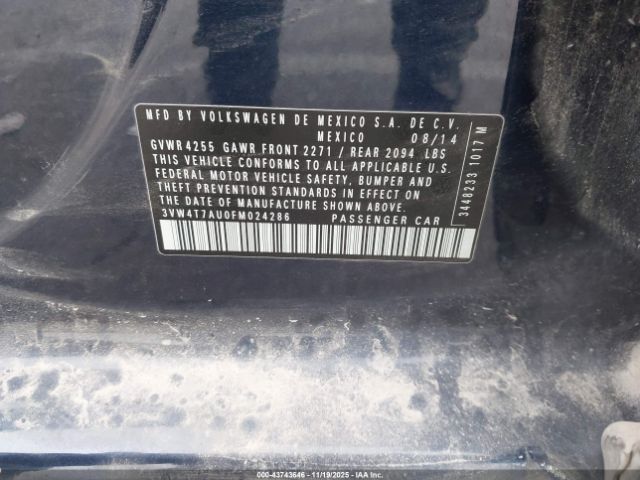 MFD BY VOLKSWAGEN DE MEXICO S.A. DE C.V.
MEXICO 08/14
GVWR 4255 GAWR FRONT 2271 / REAR 2094 LBS
THIS VEHICLE CONFORMS TO ALL APPLICABLE U.S.
FEDERAL MOTOR VEHICLE SAFETY, BUMPER AND
THEFT PREVENTION STANDARDS IN EFFECT ON
THE DATE OF MANUFACTURE SHOWN ABOVE
3VW4T7AU0FM024286 PASSENGER CAR
3448233 1017 M
00-43743646 - 11/19/2025 - IAAI Inc.